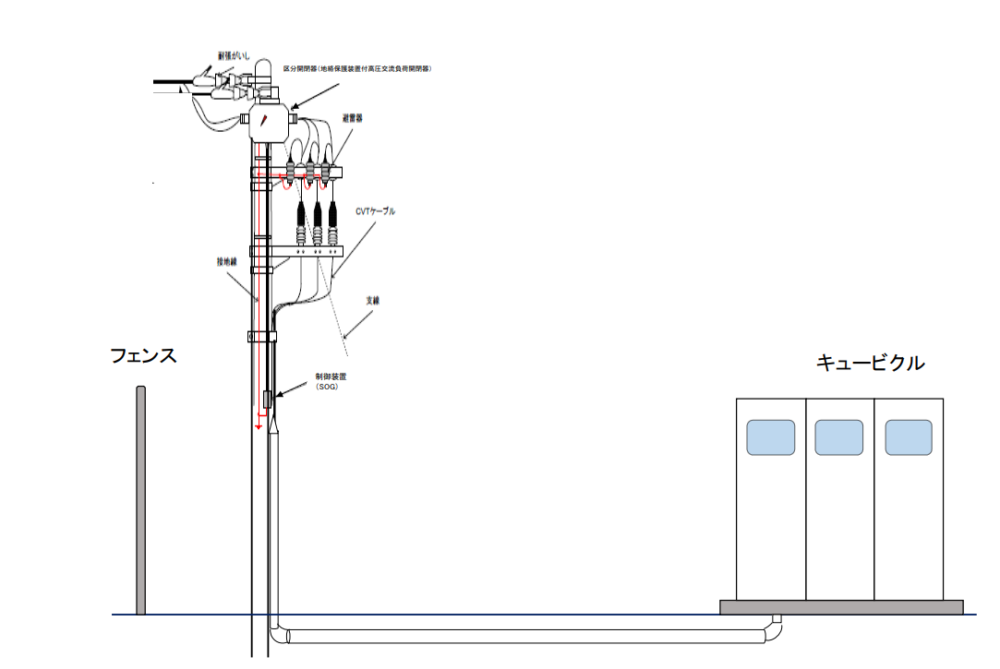 耐張がいし
区分開閉器(地絡保護装置付高圧交流負荷開閉器)
避雷器
CVTケーブル
接地線
支線
フェンス
キュービクル
制御装置
(SOG)